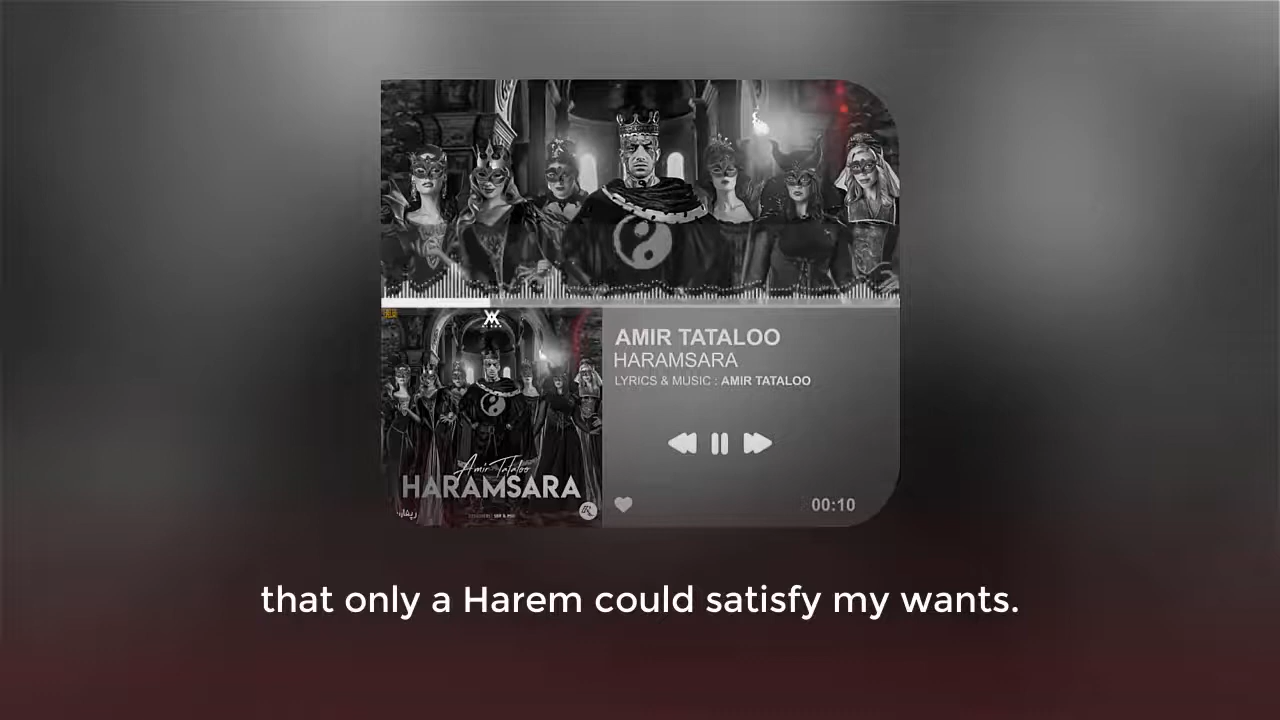 AMIR TATALOO
HARAMSARA
LYRICS & MUSIC : AMIR TATALOO
Amir Tataloo
HARAMSARA
00:10
that only a Harem could satisfy my wants.